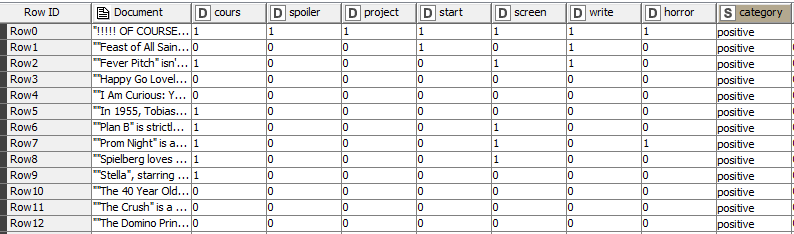 Row ID Document D cours D spoiler D project D start D screen D write D horror S category
Row0 "!!!!! OF COURSE... 1 1 1 1 1 1 1 positive
Row1 ""Feast of All Sain... 0 0 0 1 0 1 0 positive
Row2 ""Fever Pitch" isn'... 1 0 0 0 1 1 0 positive
Row3 ""Happy Go Lovel... 0 0 0 0 0 0 0 positive
Row4 ""I Am Curious: Y... 0 0 0 0 0 0 0 positive
Row5 ""In 1955, Tobias... 1 0 0 0 0 0 0 positive
Row6 ""Plan B" is strictl... 1 0 0 0 1 0 0 positive
Row7 ""Prom Night" is a... 1 0 0 0 1 0 1 positive
Row8 ""Spielberg loves ... 1 0 0 0 1 0 0 positive
Row9 ""Stella", starring ... 1 0 0 0 0 0 0 positive
Row10 ""The 40 Year Old... 0 0 0 0 0 0 0 positive
Row11 ""The Crush" is a ... 0 0 0 0 0 0 0 positive
Row12 ""The Domino Prin... 0 0 0 0 0 0 0 positive